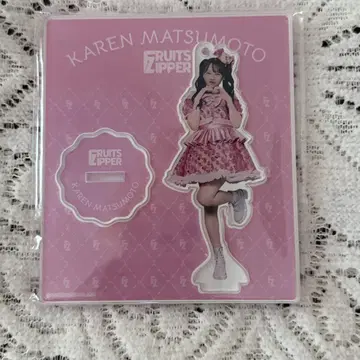 KAREN MATSUMOTO
FRUITS
ZIPPER
FRUITS
ZIPPER
KAREN MATSUMOTO